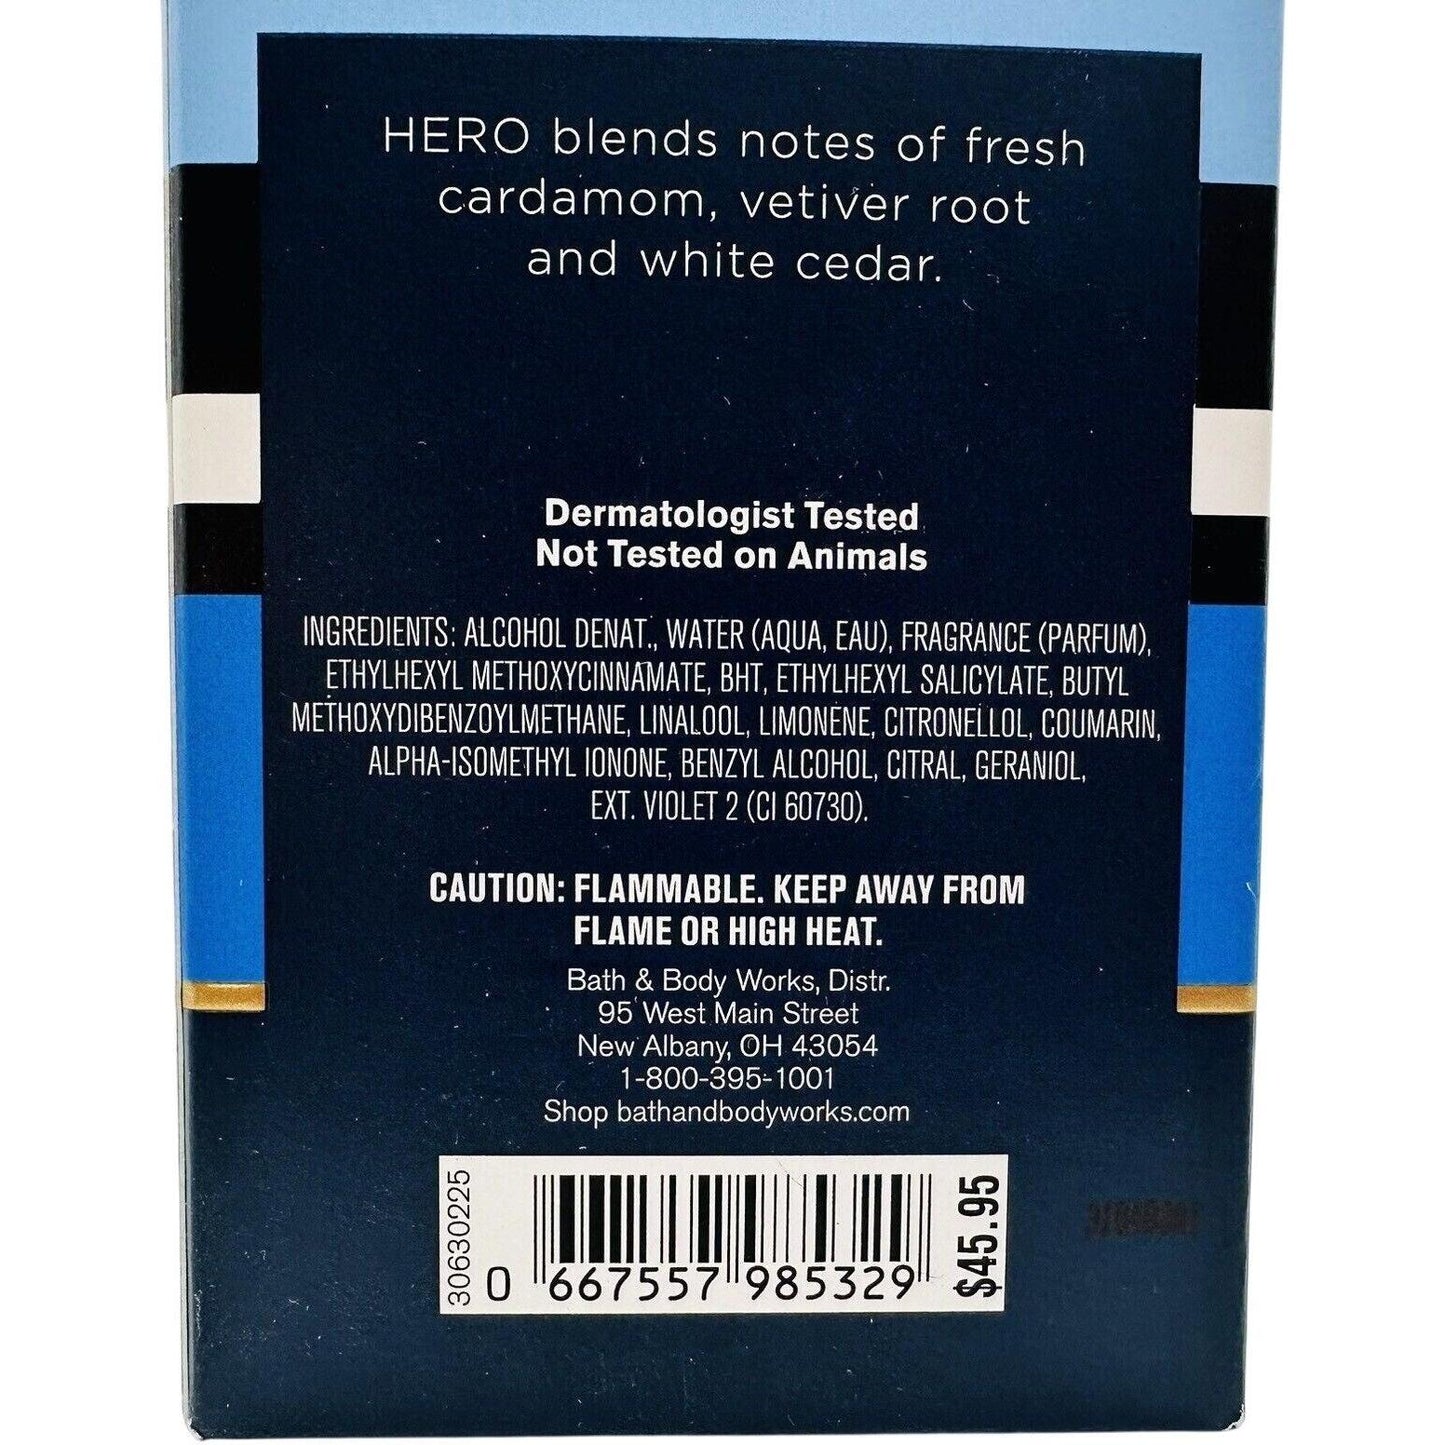 HERO blends notes of fresh
cardamom, vetiver root
and white cedar.
Dermatologist Tested
Not Tested on Animals
INGREDIENTS: ALCOHOL DENAT., WATER (AQUA, EAU), FRAGRANCE (PARFUM),
ETHYLHEXYL METHOXYCINNAMATE, BHT, ETHYLHEXYL SALICYLATE, BUTYL
METHOXYDIBENZOYLMETHANE, LINALOOL, LIMONENE, CITRONELLOL, COUMARIN,
ALPHA-ISOMETHYL IONONE, BENZYL ALCOHOL, CITRAL, GERANIOL,
EXT. VIOLET 2 (CI 60730).
CAUTION: FLAMMABLE. KEEP AWAY FROM
FLAME OR HIGH HEAT.
Bath & Body Works, Distr.
95 West Main Street
New Albany, OH 43054
1-800-395-1001
Shop bathandbodyworks.com
30630225
0 667557 985329
$45.95